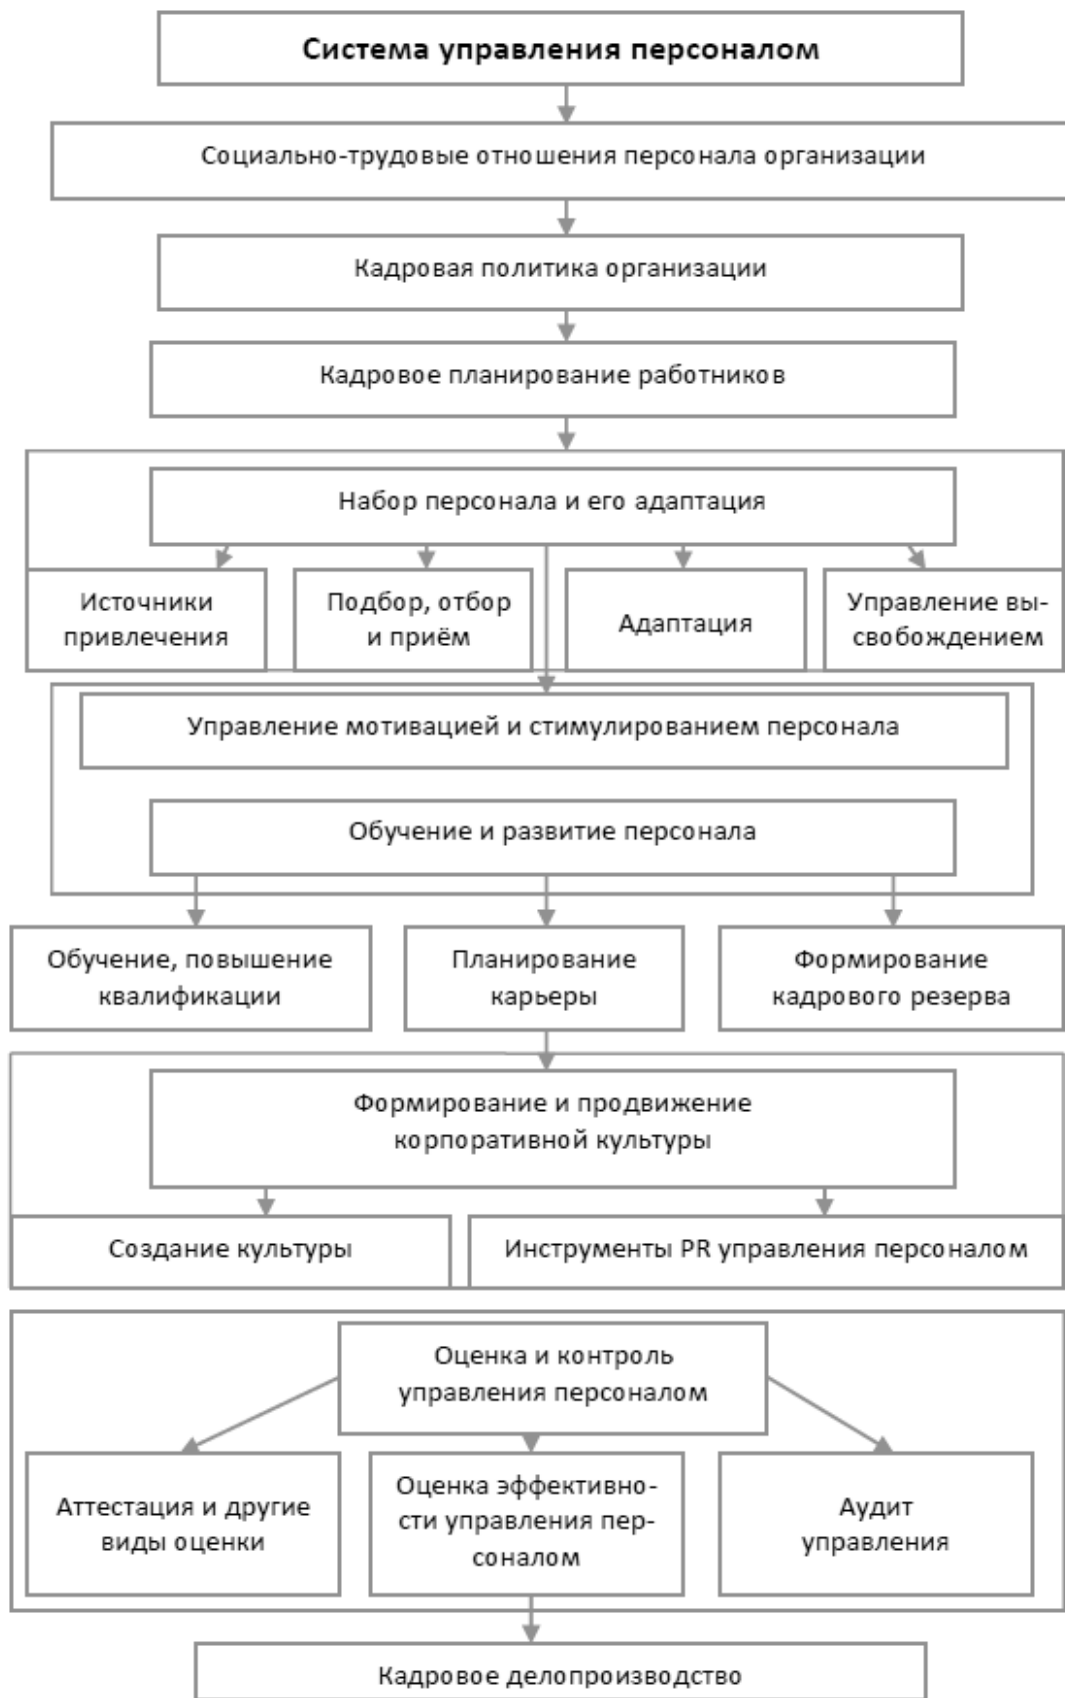 Система управления персоналом
Социально-трудовые отношения персонала организации
Кадровая политика организации
Кадровое планирование работников
Набор персонала и его адаптация
Источники
привлечения
Подбор, отбор
и приём
Адаптация
Управление вы-
свобождением
Управление мотивацией и стимулированием персонала
Обучение и развитие персонала
Обучение, повышение
квалификации
Планирование
карьеры
Формирование
кадрового резерва
Формирование и продвижение
корпоративной культуры
Создание культуры
Инструменты PR управления персоналом
Оценка и контроль
управления персоналом
Аттестация и другие
виды оценки
Оценка эффективно-
сти управления пер-
соналом
Аудит
управления
Кадровое делопроизводство